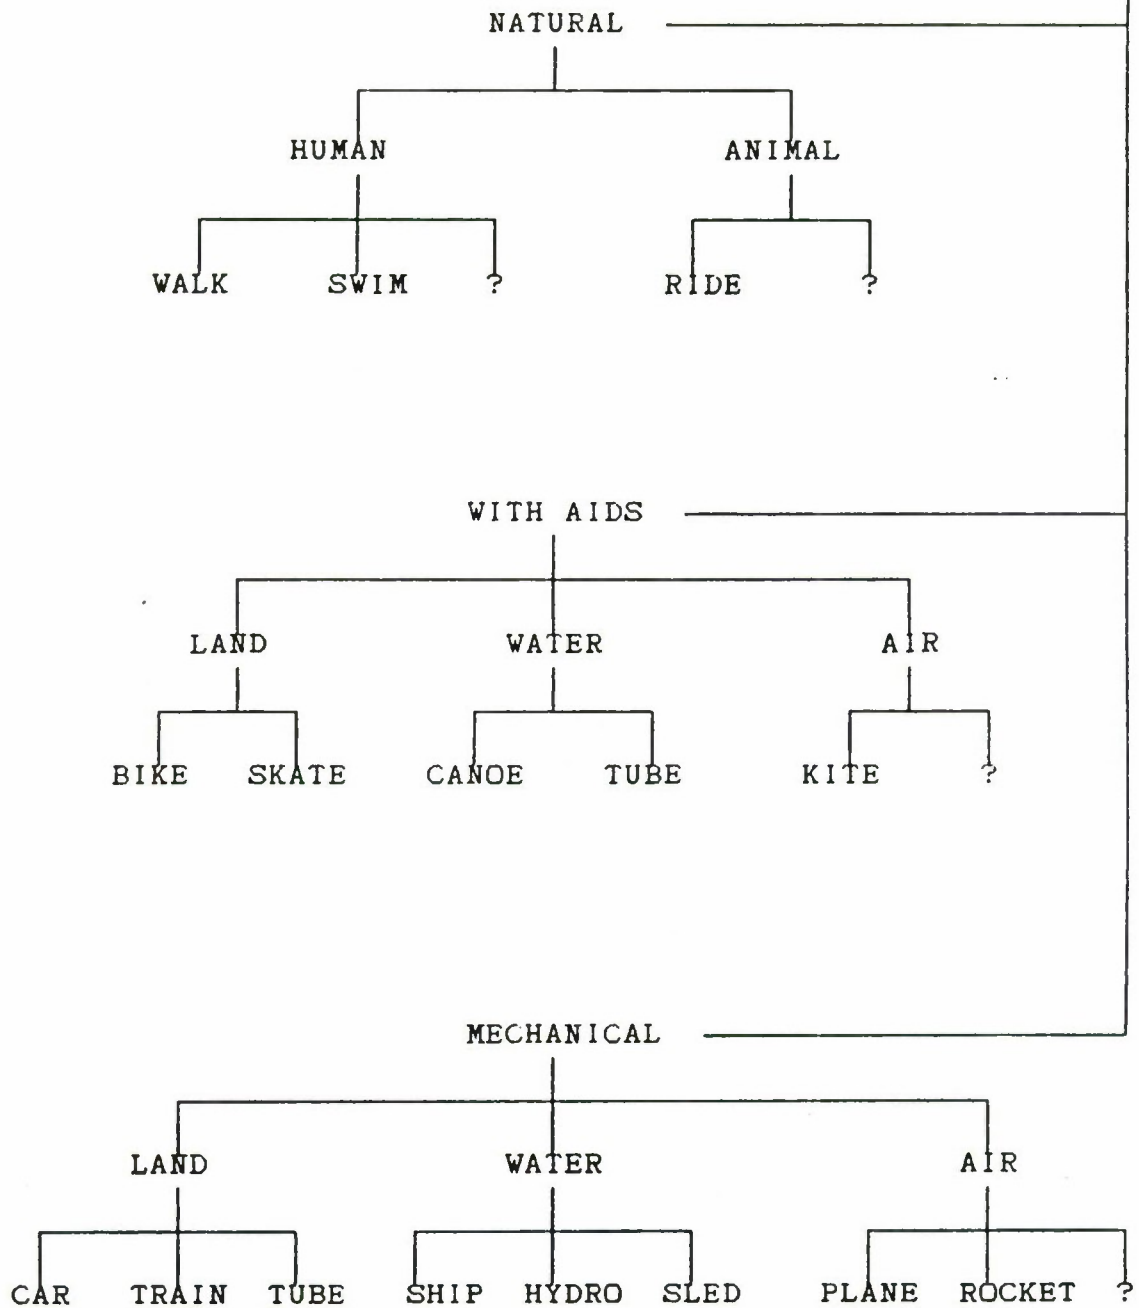 NATURAL
HUMAN ANIMAL
WALK SWIM ? RIDE ?
WITH AIDS
LAND WATER AIR
BIKE SKATE CANOE TUBE KITE ?
MECHANICAL
LAND WATER AIR
CAR TRAIN TUBE SHIP HYDRO SLED PLANE ROCKET ?